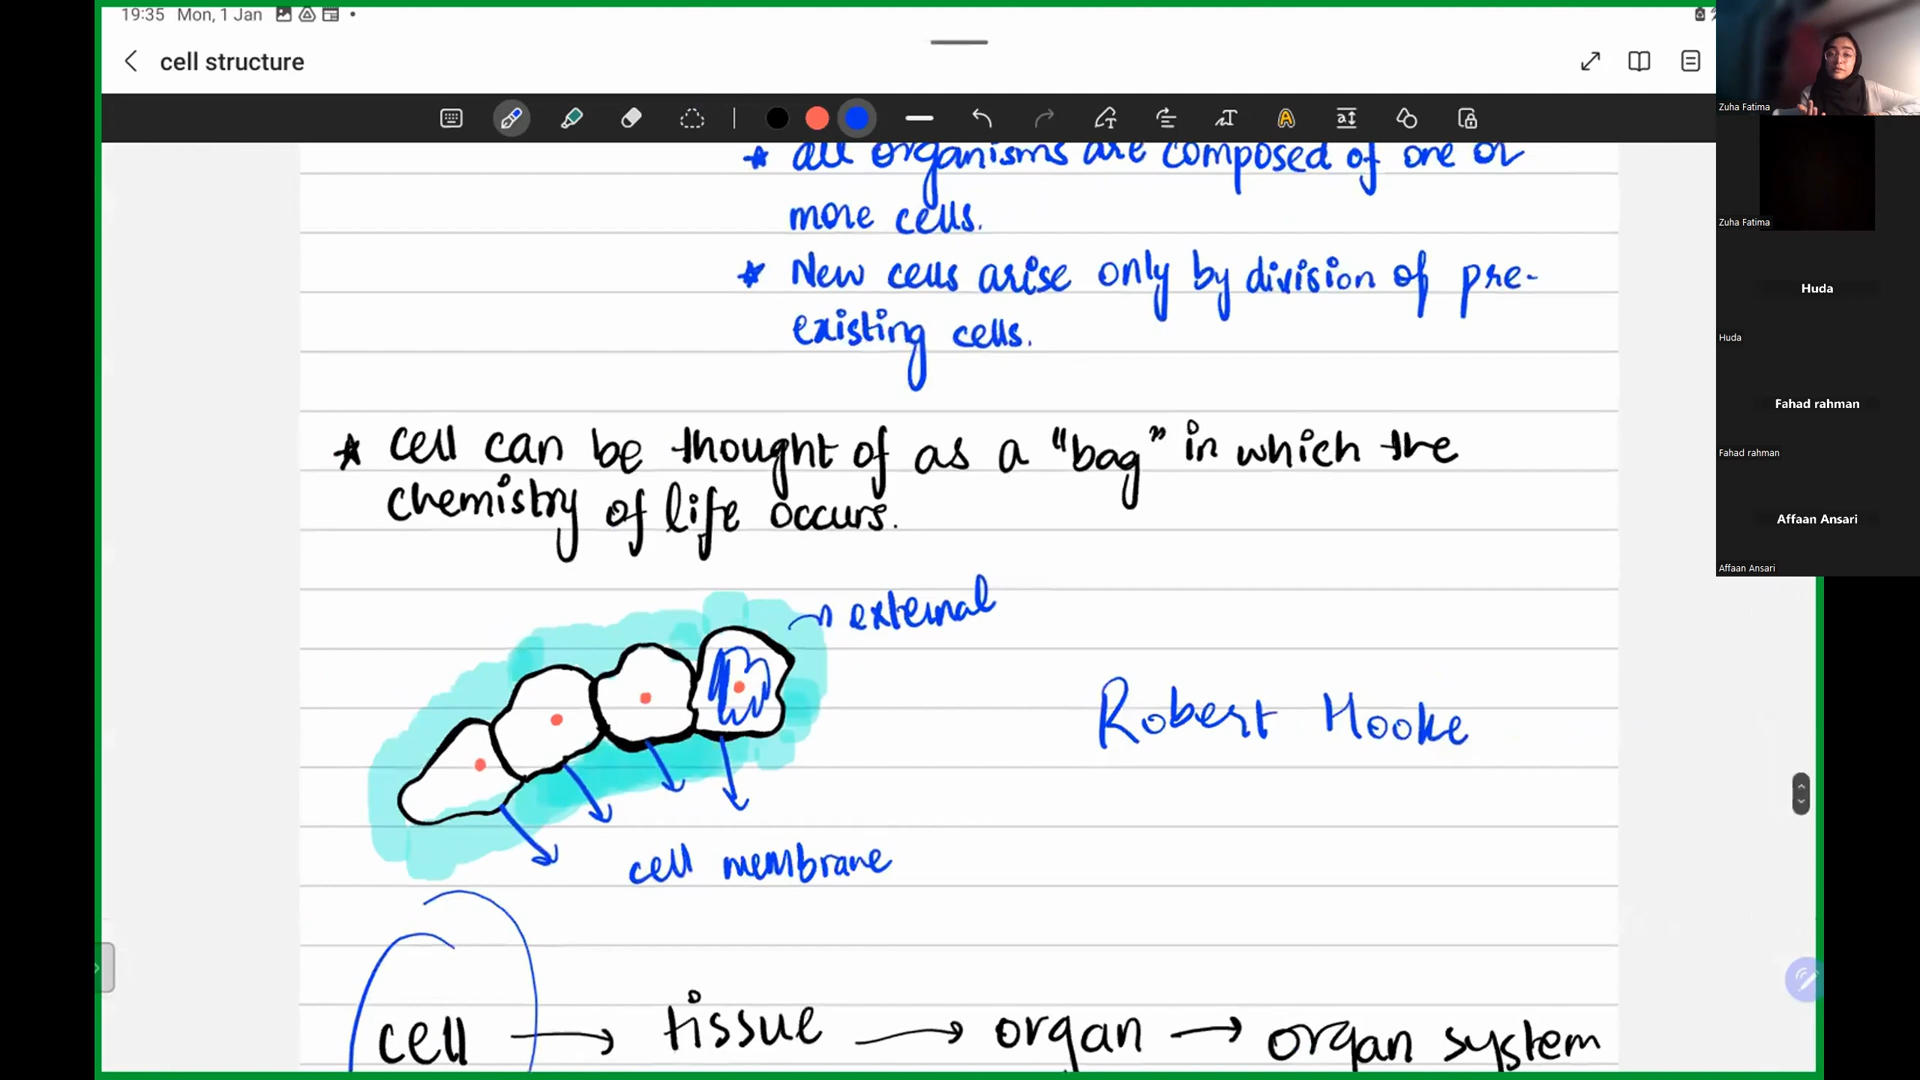 19:35 Mon, 1 Jan
cell structure
Zuha Fatima
Zuha Fatima
Huda
Huda
Fahad rahman
Fahad rahman
Affaan Ansari
Affaan Ansari
★ all organisms are composed of one or
more cells.
★ New cells arise only by division of pre-
existing cells.
★ cell can be thought of as a "bag" in which the
chemistry of life occurs.
external
Robert Hooke
cell membrane
cell → tissue → organ → organ system